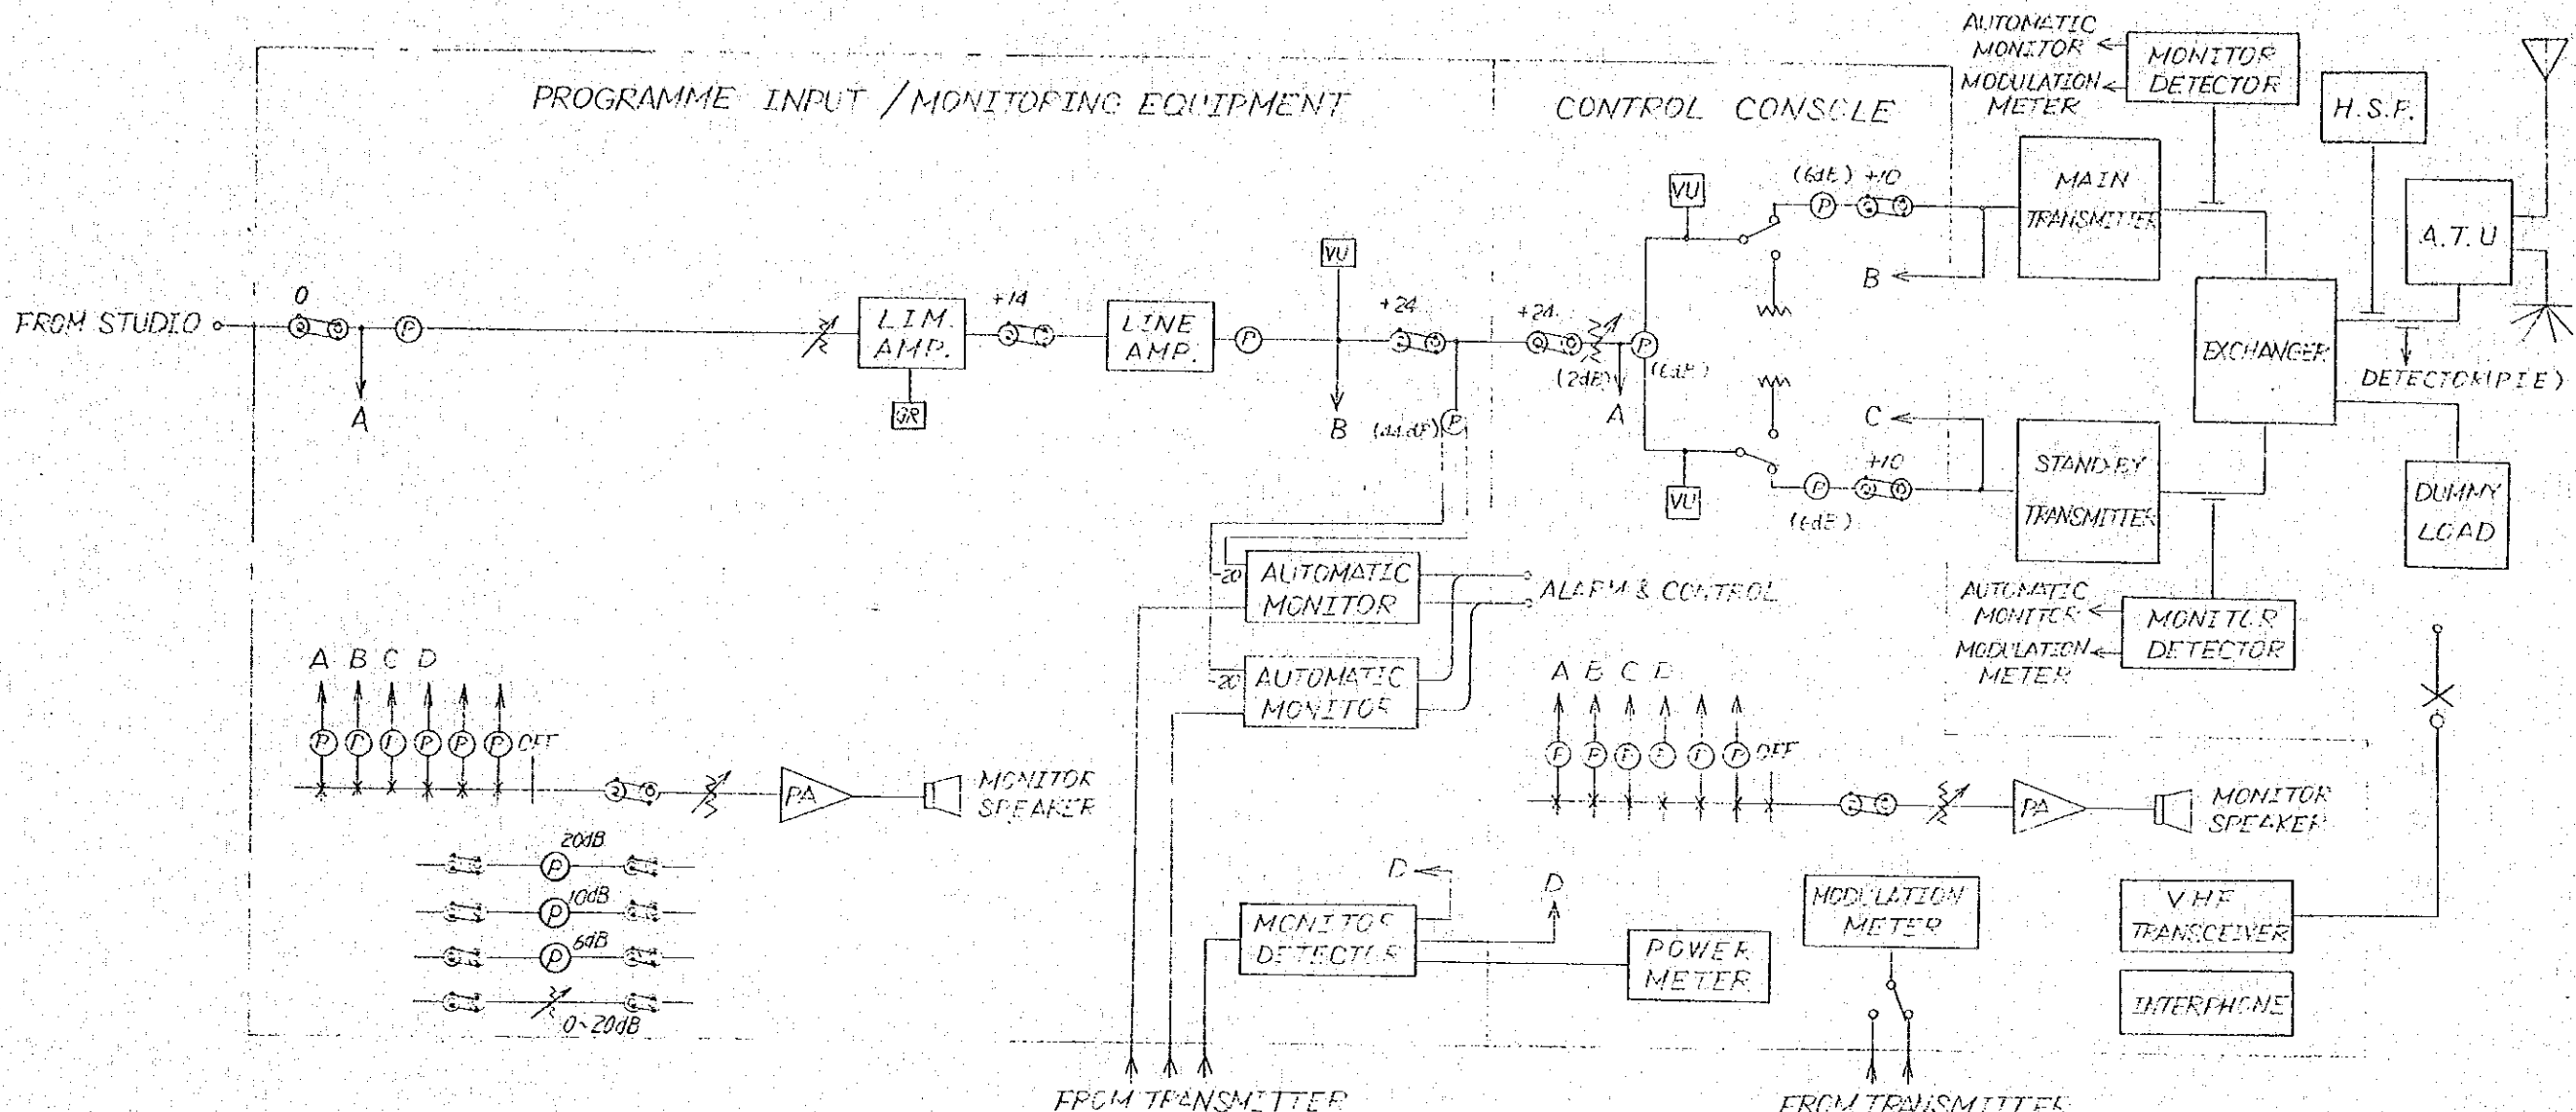 PROGRAMME INPUT / MONITORING EQUIPMENT
CONTROL CONSOLE
AUTOMATIC
MONITOR
MODULATION
METER
MONITOR
DETECTOR
H.S.P.
A.T.U
MAIN
TRANSMITTER
(6dB) +10
VU
B
FROM STUDIO
0
P
A
LIM.
AMP.
GR
+14
LINE
AMP.
P
VU
B
+24
(44dB) P
+24
(2dB)
A
P
(6dB)
EXCHANGER
DETECTOR(P.I.E)
C
VU
P
+10
(6dB)
STAND-BY
TRANSMITTER
DUMMY
LOAD
-20
AUTOMATIC
MONITOR
ALARM & CONTROL
-20
AUTOMATIC
MONITOR
AUTOMATIC
MONITOR
MODULATION
METER
MONITOR
DETECTOR
A B C D
P P P P P P OFF
PA
MONITOR
SPEAKER
A B C D
P P P P P P OFF
PA
MONITOR
SPEAKER
20dB
P
10dB
P
6dB
P
0~20dB
D
D
MONITOR
DETECTOR
POWER
METER
MODULATION
METER
VHF
TRANSCEIVER
INTERPHONE
FROM TRANSMITTER
FROM TRANSMITTER